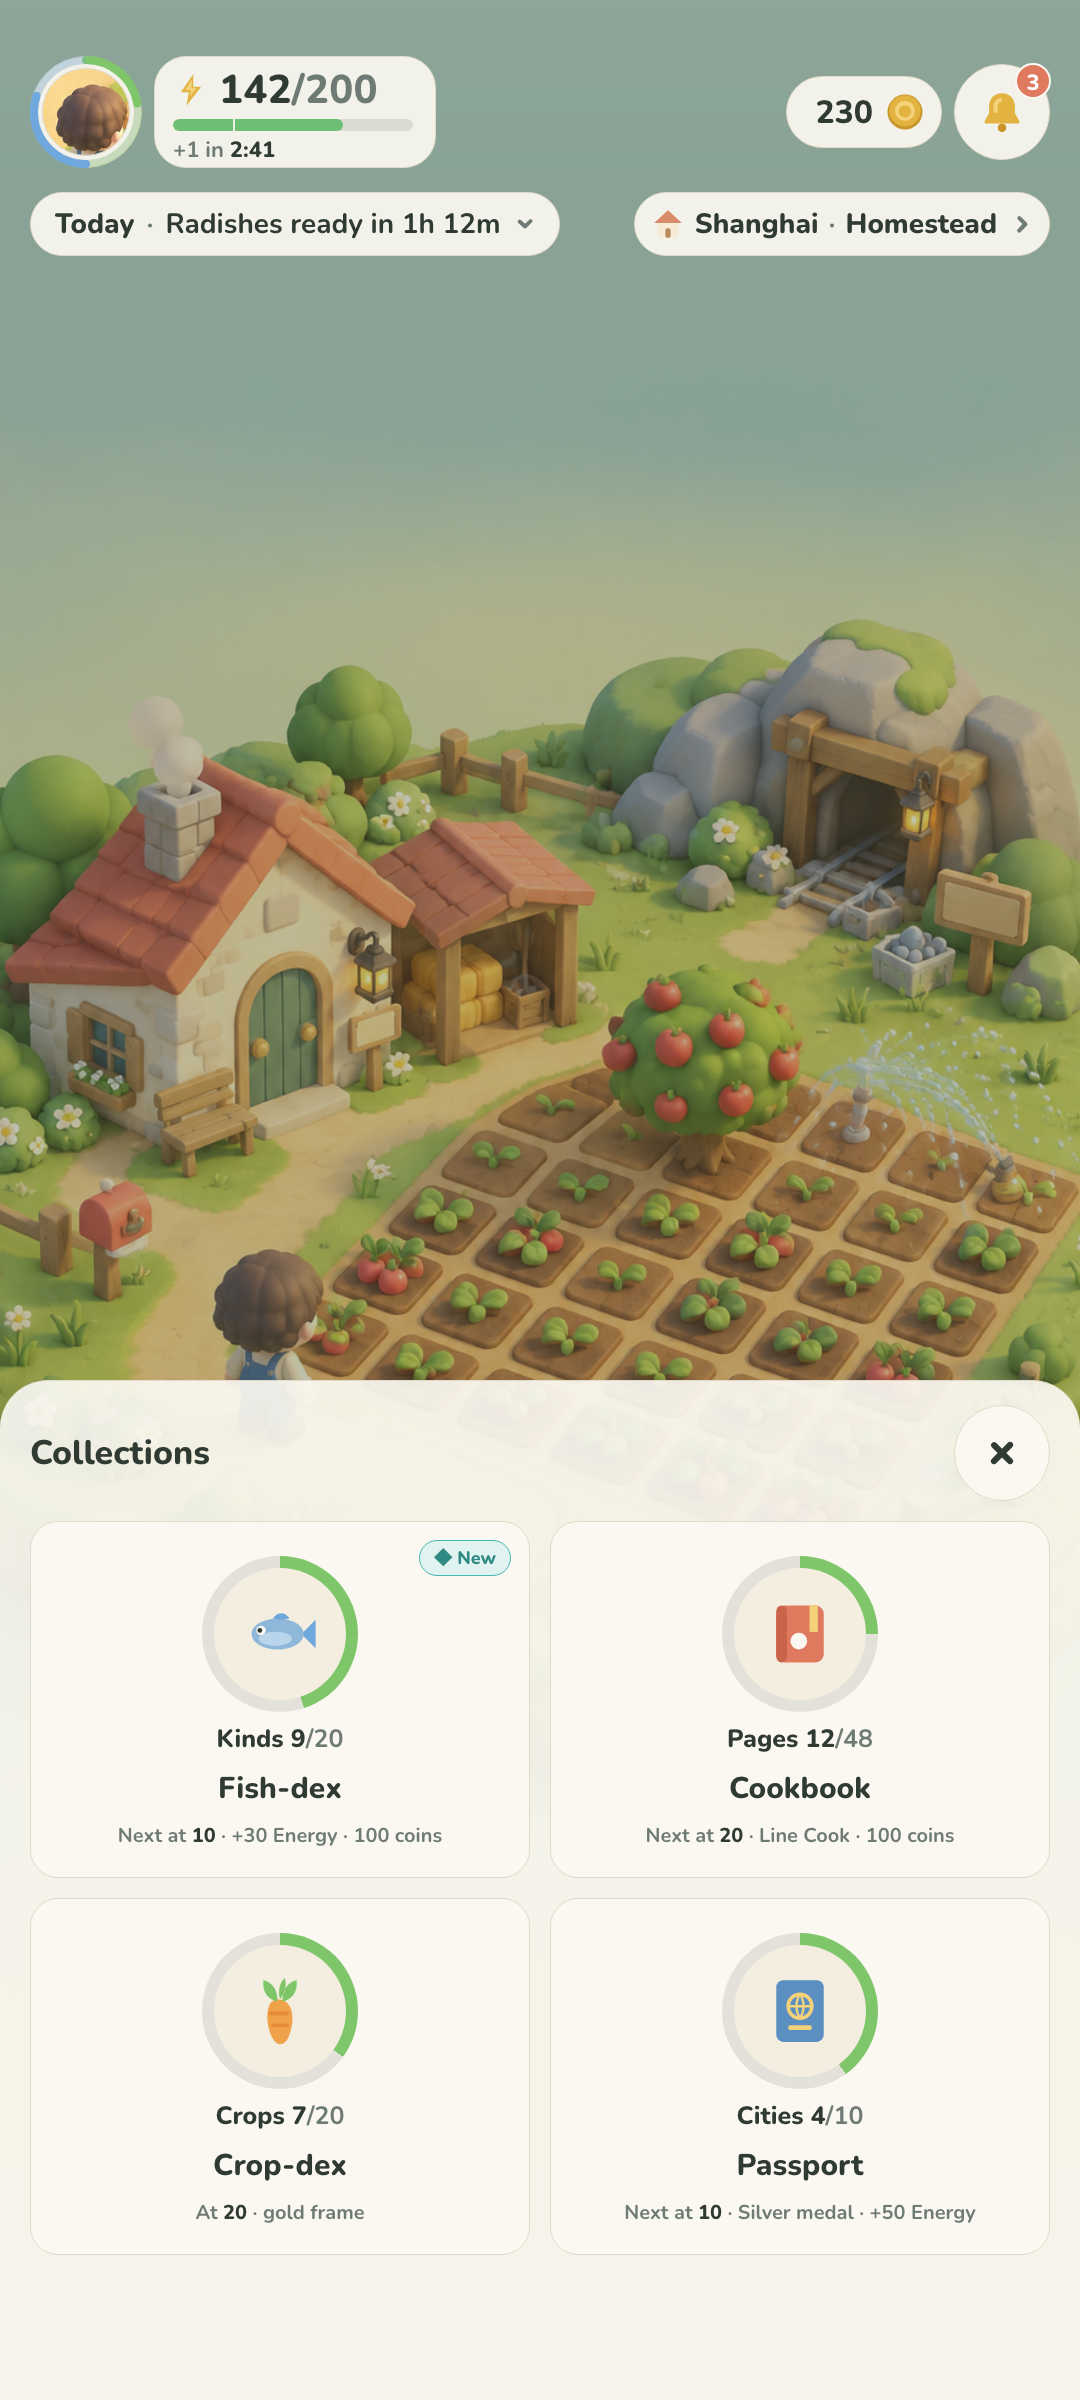 142/200
+1 in 2:41
230
3
Today · Radishes ready in 1h 12m
Shanghai · Homestead
Collections
New
Kinds 9/20
Fish-dex
Next at 10 · +30 Energy · 100 coins
Pages 12/48
Cookbook
Next at 20 · Line Cook · 100 coins
Crops 7/20
Crop-dex
At 20 · gold frame
Cities 4/10
Passport
Next at 10 · Silver medal · +50 Energy